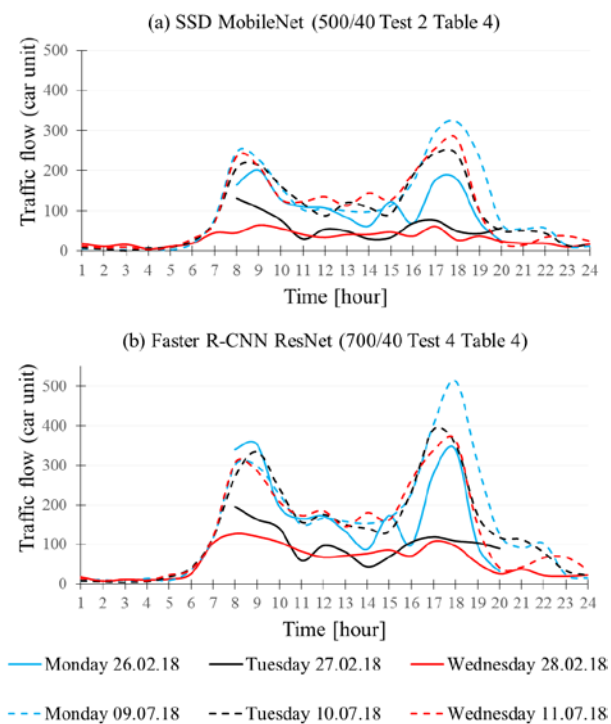 (a) SSD MobileNet (500/40 Test 2 Table 4)
Traffic flow (car unit)
500
400
300
200
100
0
1 2 3 4 5 6 7 8 9 10 11 12 13 14 15 16 17 18 19 20 21 22 23 24
Time [hour]
(b) Faster R-CNN ResNet (700/40 Test 4 Table 4)
Traffic flow (car unit)
500
400
300
200
100
0
1 2 3 4 5 6 7 8 9 10 11 12 13 14 15 16 17 18 19 20 21 22 23 24
Time [hour]
Monday 26.02.18 Tuesday 27.02.18 Wednesday 28.02.18
Monday 09.07.18 Tuesday 10.07.18 Wednesday 11.07.18